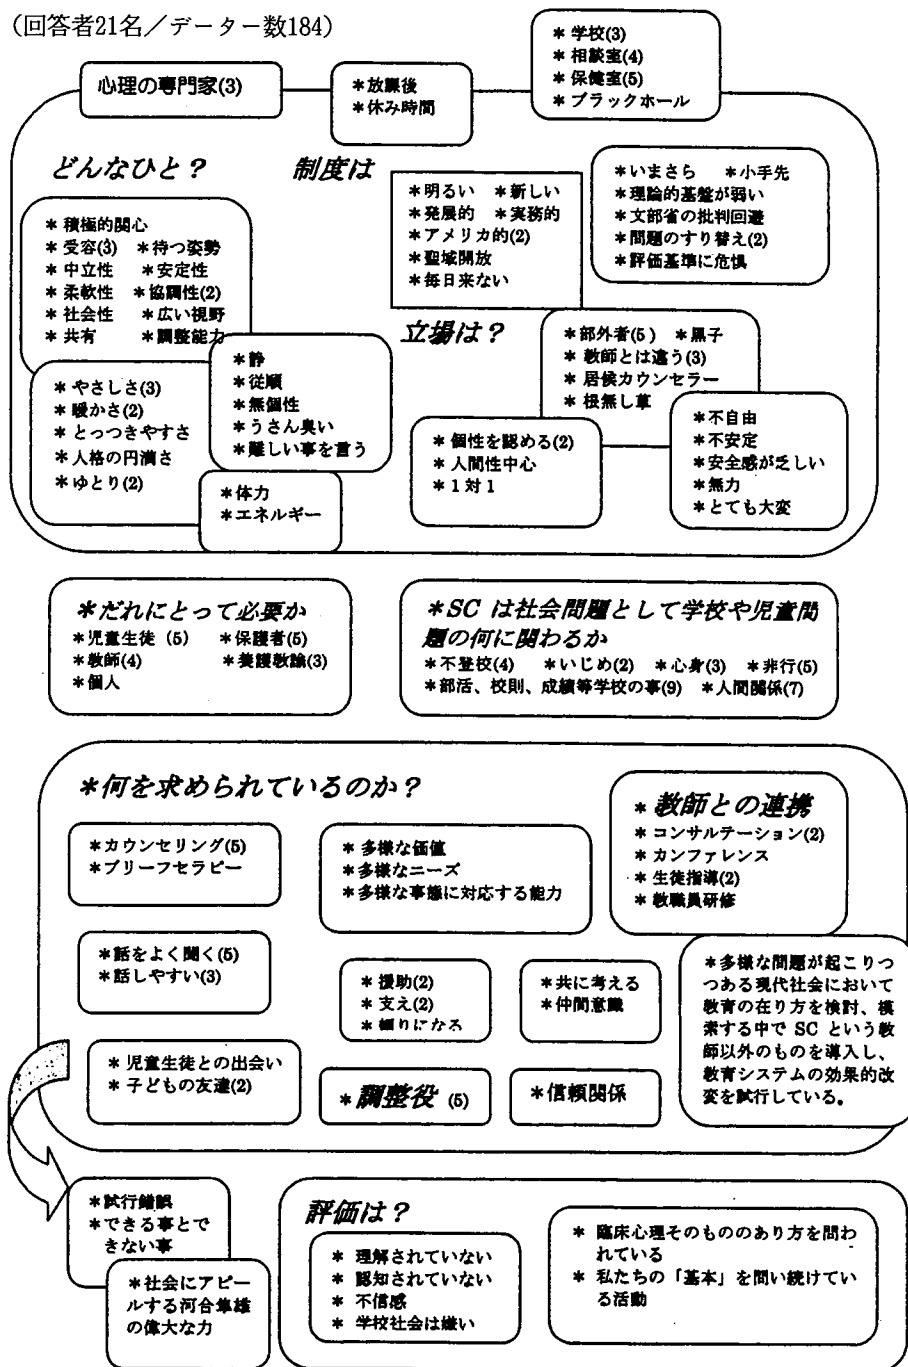 (回答者21名／データー数184)
心理の専門家(3)
＊放課後
＊休み時間
＊学校(3)
＊相談室(4)
＊保健室(5)
＊ブラックホール
どんなひと？
＊積極的関心
＊受容(3) ＊待つ姿勢
＊中立性 ＊安定性
＊柔軟性 ＊協調性(2)
＊社会性 ＊広い視野
＊共有 ＊調整能力
＊やさしさ(3)
＊暖かさ(2)
＊とっつきやすさ
＊人格の円満さ
＊ゆとり(2)
＊静
＊従順
＊無個性
＊うさん臭い
＊難しい事を言う
＊体力
＊エネルギー
制度は
＊明るい ＊新しい
＊発展的 ＊実務的
＊アメリカ的(2)
＊聖域開放
＊毎日来ない
＊いまさら ＊小手先
＊理論的基盤が弱い
＊文部省の批判回避
＊問題のすり替え(2)
＊評価基準に危惧
立場は？
＊部外者(5) ＊黒子
＊教師とは違う(3)
＊居候カウンセラー
＊根無し草
＊個性を認める(2)
＊人間性中心
＊1対1
＊不自由
＊不安定
＊安全感が乏しい
＊無力
＊とても大変
＊だれにとって必要か
＊児童生徒 (5) ＊保護者(5)
＊教師(4) ＊養護教諭(3)
＊個人
＊SC は社会問題として学校や児童問
題の何に関わるか
＊不登校(4) ＊いじめ(2) ＊心身(3) ＊非行(5)
＊部活、校則、成績等学校の事(9) ＊人間関係(7)
＊何を求められているのか？
＊カウンセリング(5)
＊ブリーフセラピー
＊多様な価値
＊多様なニーズ
＊多様な事態に対応する能力
＊教師との連携
＊コンサルテーション(2)
＊カンファレンス
＊生徒指導(2)
＊教職員研修
＊話をよく聞く(5)
＊話しやすい(3)
＊援助(2)
＊支え(2)
＊頼りになる
＊共に考える
＊仲間意識
＊多様な問題が起こりつ
つある現代社会において
教育の在り方を検討、模
索する中で SC という教
師以外のものを導入し、
教育システムの効果的改
変を試行している。
＊児童生徒との出会い
＊子どもの友達(2)
＊調整役 (5)
＊信頼関係
＊試行錯誤
＊できる事とで
きない事
＊社会にアピー
ルする河合隼雄
の偉大な力
評価は？
＊ 理解されていない
＊ 認知されていない
＊ 不信感
＊ 学校社会は嫌い
＊ 臨床心理そのもののあり方を問わ
れている
＊ 私たちの「基本」を問い続けてい
る活動